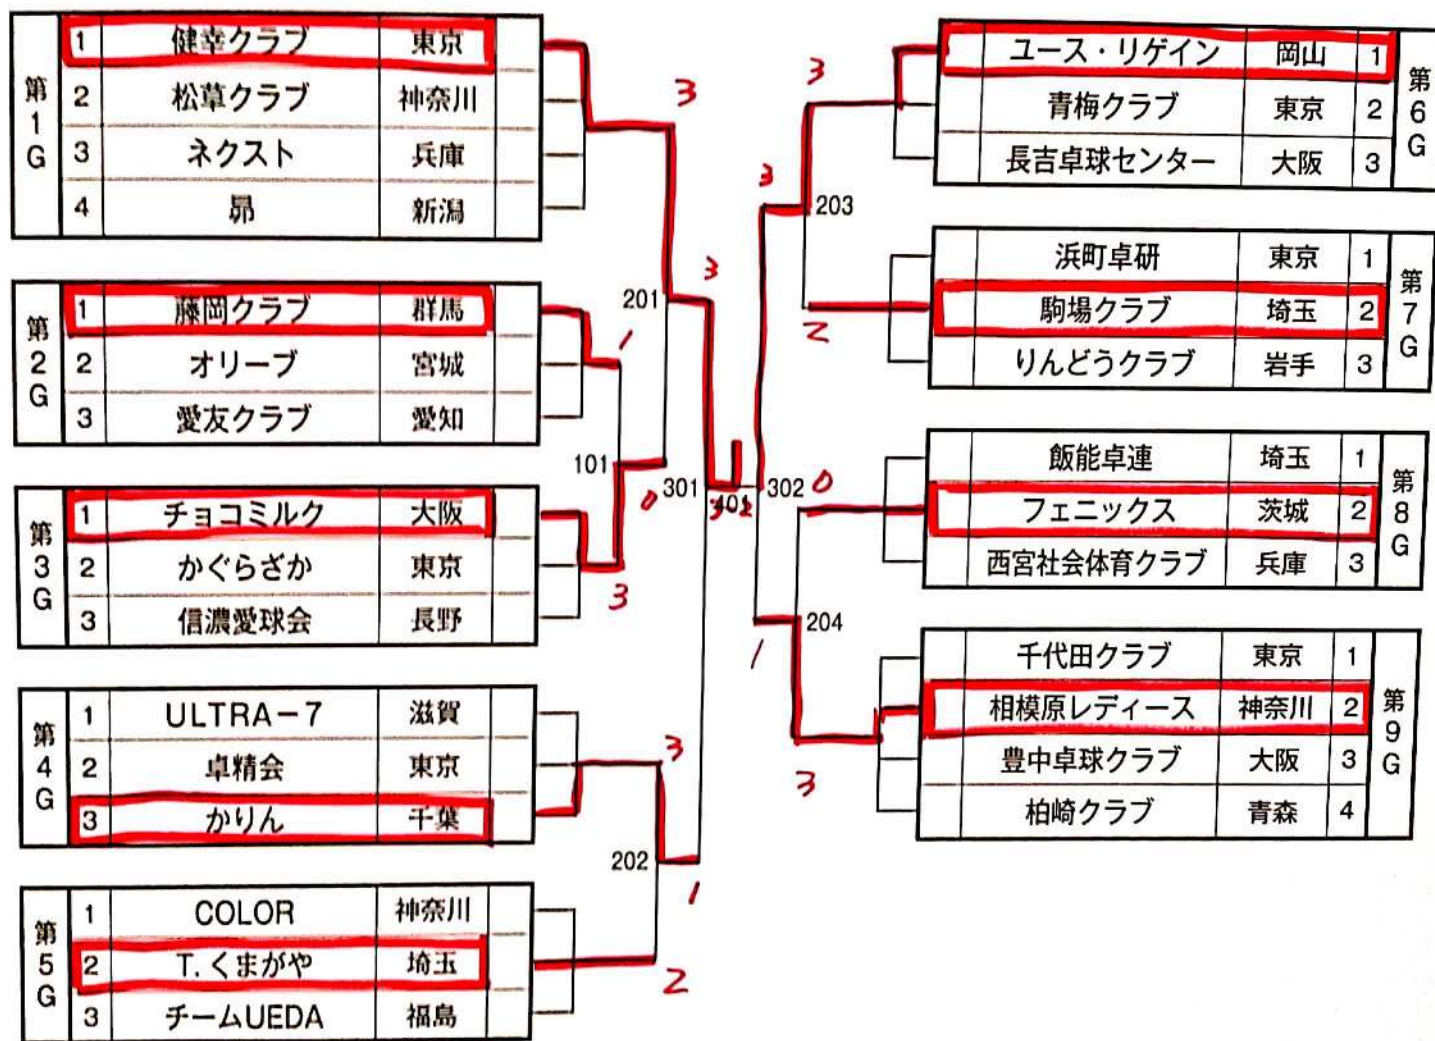 第1G
1 健幸クラブ 東京
2 松草クラブ 神奈川
3 ネクスト 兵庫
4 昴 新潟
第2G
1 藤岡クラブ 群馬
2 オリーブ 宮城
3 愛友クラブ 愛知
第3G
1 チョコミルク 大阪
2 かぐらざか 東京
3 信濃愛球会 長野
第4G
1 ULTRA-7 滋賀
2 卓精会 東京
3 かりん 千葉
第5G
1 COLOR 神奈川
2 T.くまがや 埼玉
3 チームUEDA 福島
3
201
3
1
101
0
3
301
3
202
1
2
401
3 2
302
3
3
203
2
0
204
1
3
ユース・リゲイン 岡山 1
青梅クラブ 東京 2
長吉卓球センター 大阪 3
第6G
浜町卓研 東京 1
駒場クラブ 埼玉 2
りんどうクラブ 岩手 3
第7G
飯能卓連 埼玉 1
フェニックス 茨城 2
西宮社会体育クラブ 兵庫 3
第8G
千代田クラブ 東京 1
相模原レディース 神奈川 2
豊中卓球クラブ 大阪 3
柏崎クラブ 青森 4
第9G